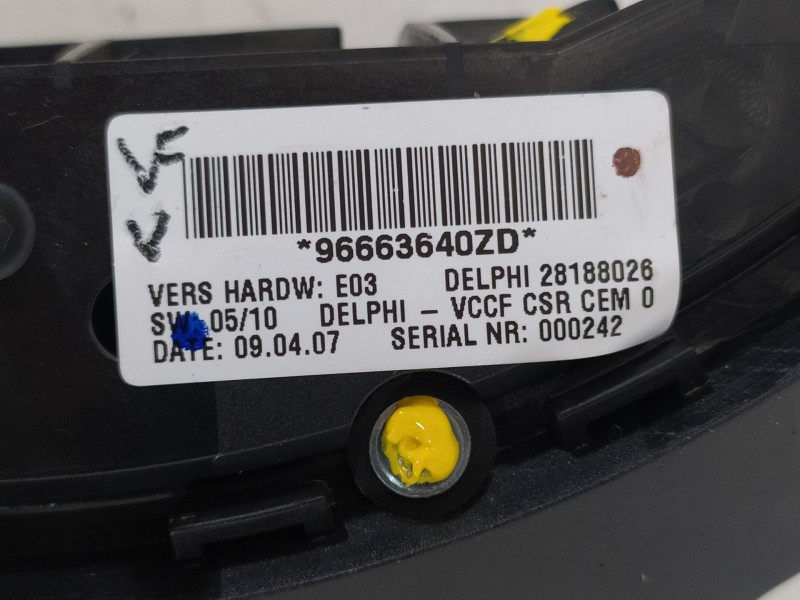 VF
V
*96663640ZD*
VERS HARDW: E03 DELPHI 28188026
SW: 05/10 DELPHI – VCCF CSR CEM 0
DATE: 09.04.07 SERIAL NR: 000242